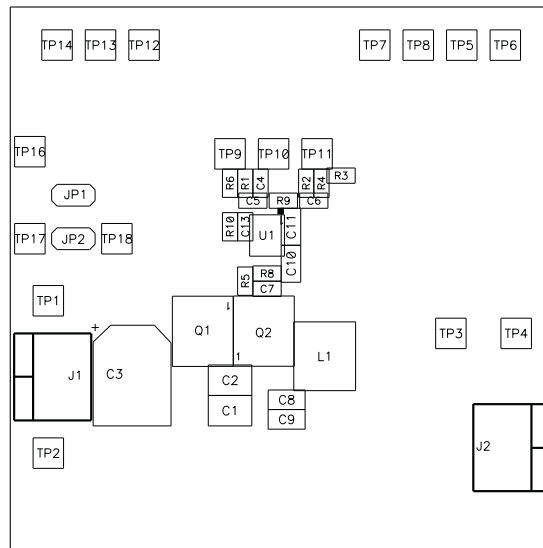 TP14 TP13 TP12 TP7 TP8 TP5 TP6
TP16 TP9 TP10 TP11
R6 R1 C4 R2 R4 R3
JP1 C5 R9 C6
TP17 JP2 TP18 R10 C13 U1 C11
C10
R5 R8
C7
TP1
+ Q1 1 Q2 TP3 TP4
J1 C3 1 L1
C2
C1 C8
C9
TP2 J2